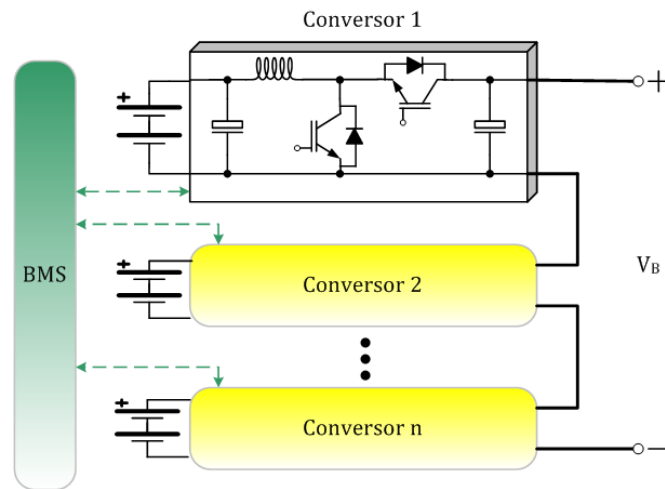 Conversor 1
+
+
BMS
+
Conversor 2
V_B
+
Conversor n
−